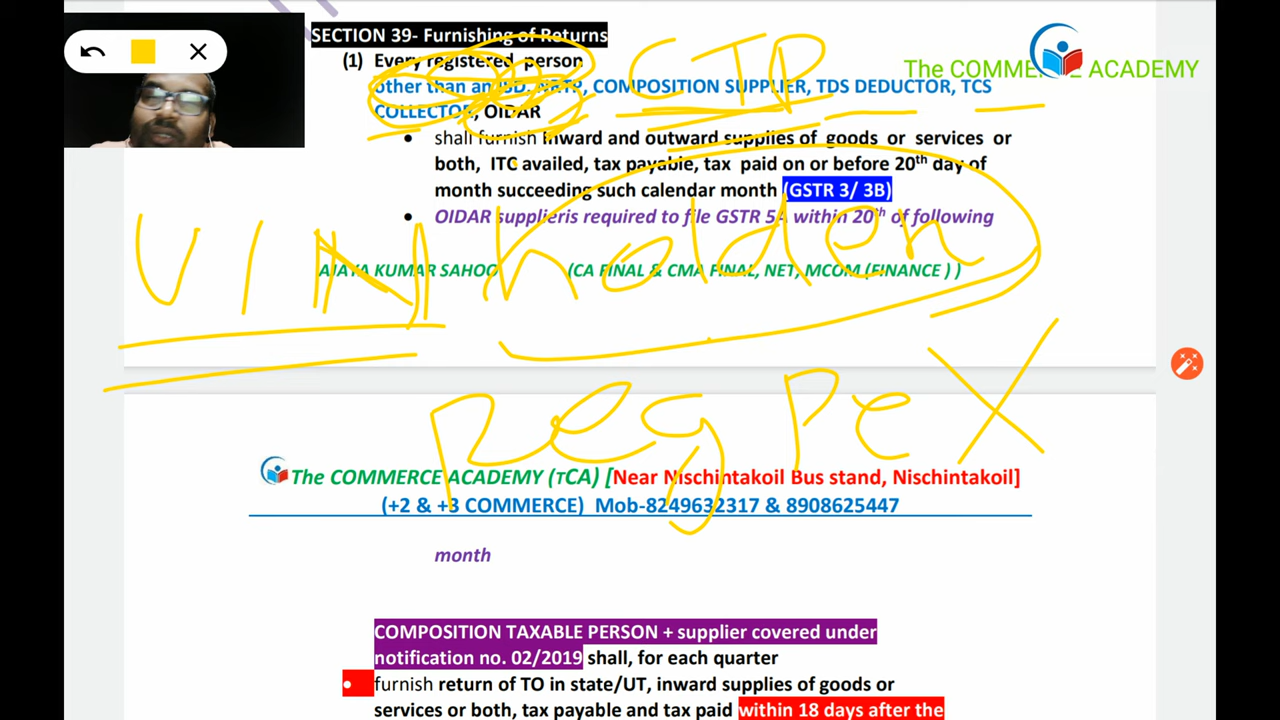 SECTION 39- Furnishing of Returns
(1) Every registered person
other than an ISD, NRTP, COMPOSITION SUPPLIER, TDS DEDUCTOR, TCS
COLLECTOR, OIDAR
CTP
The COMMERCE ACADEMY
• shall furnish inward and outward supplies of goods or services or
both, ITC availed, tax payable, tax paid on or before 20th day of
month succeeding such calendar month (GSTR 3/ 3B)
• OIDAR supplieris required to file GSTR 5A within 20th of following
UIN holder
AJAYA KUMAR SAHOO (CA FINAL & CMA FINAL, NET, MCOM (FINANCE ) )
Reg Pe X
The COMMERCE ACADEMY (TCA) [Near Nischintakoil Bus stand, Nischintakoil]
(+2 & +3 COMMERCE) Mob-8249632317 & 8908625447
month
COMPOSITION TAXABLE PERSON + supplier covered under
notification no. 02/2019 shall, for each quarter
• furnish return of TO in state/UT, inward supplies of goods or
services or both, tax payable and tax paid within 18 days after the